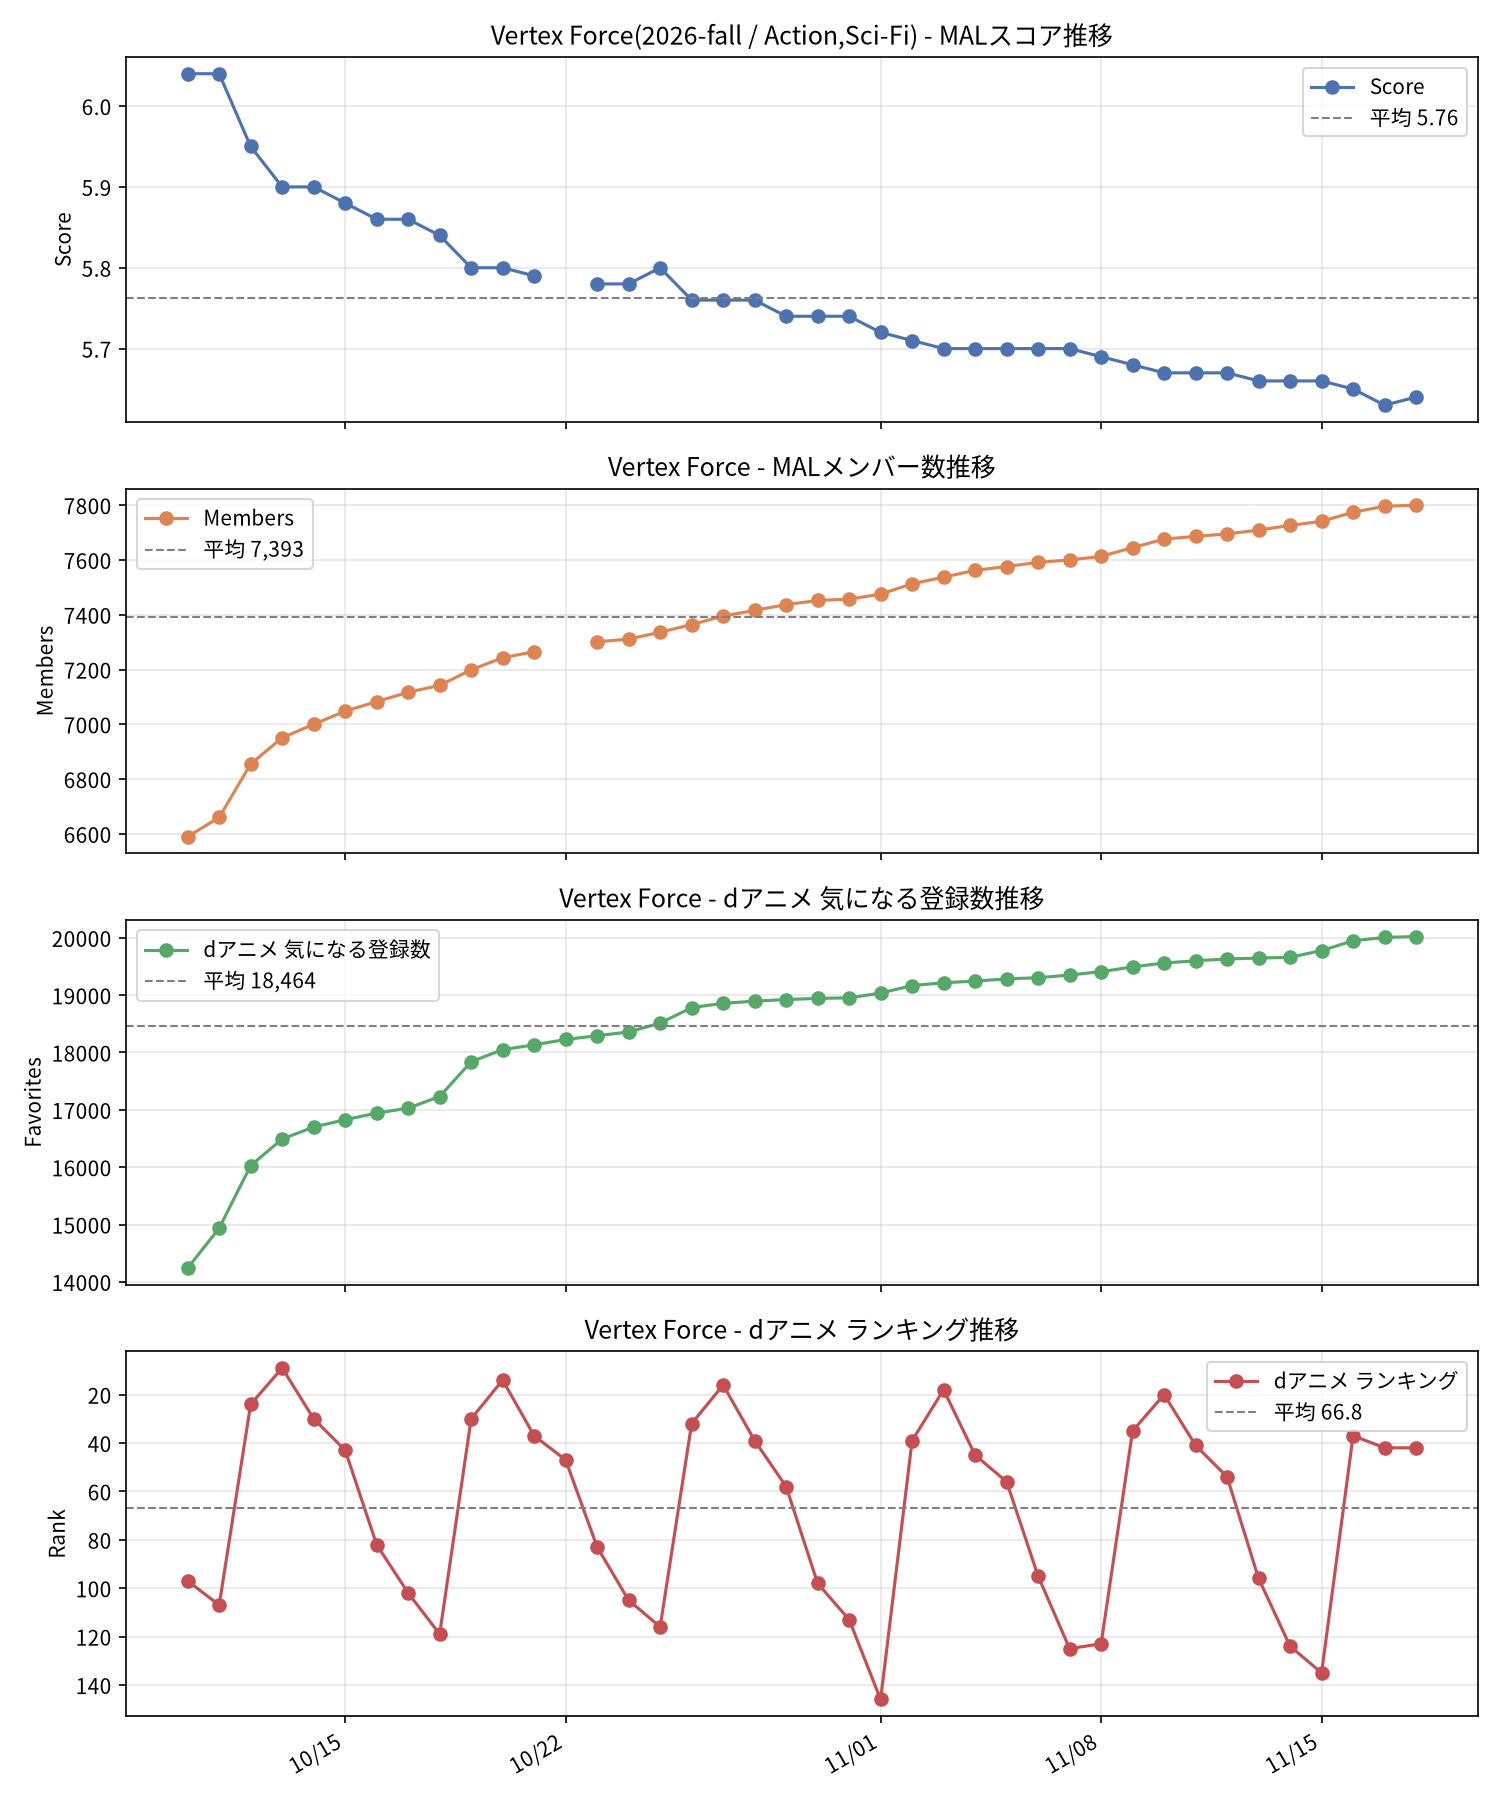 Vertex Force(2026-fall / Action,Sci-Fi) - MALスコア推移
Score
平均 5.76
6.0
5.9
5.8
5.7
Score
Vertex Force - MALメンバー数推移
Members
平均 7,393
7800
7600
7400
7200
7000
6800
6600
Members
Vertex Force - dアニメ 気になる登録数推移
dアニメ 気になる登録数
平均 18,464
20000
19000
18000
17000
16000
15000
14000
Favorites
Vertex Force - dアニメ ランキング推移
dアニメ ランキング
平均 66.8
20
40
60
80
100
120
140
Rank
10/15
10/22
11/01
11/08
11/15